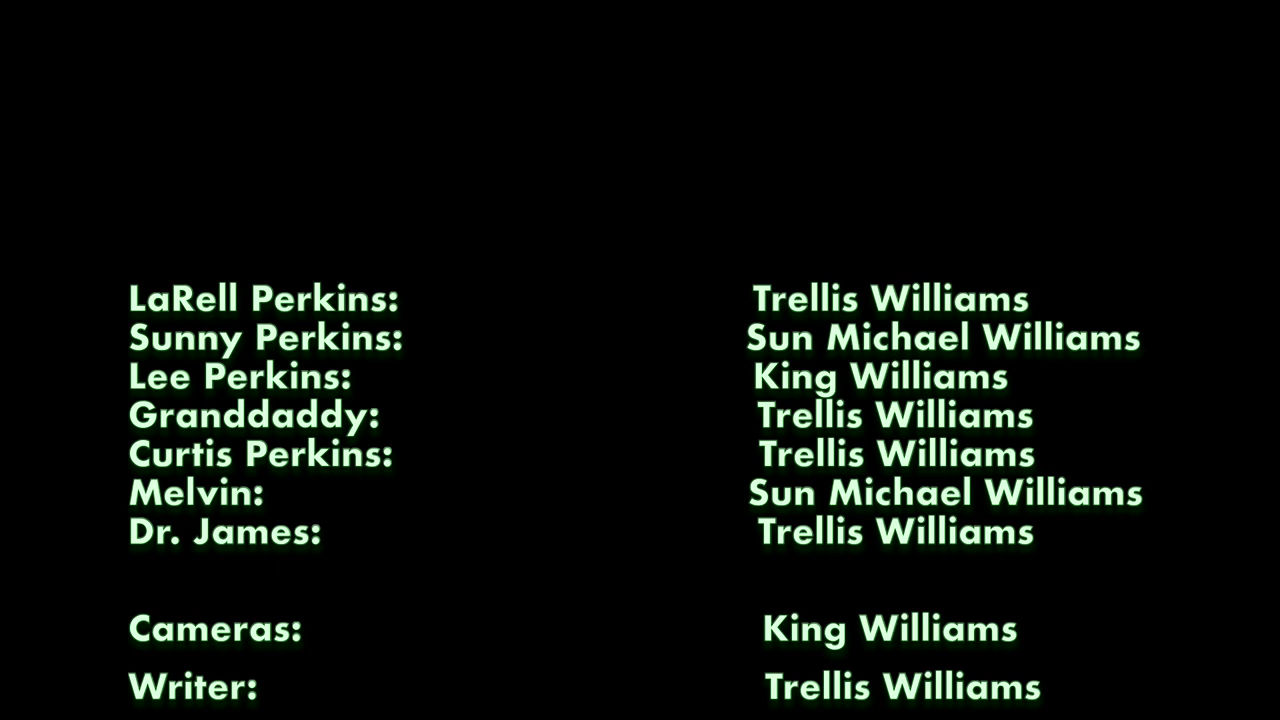 LaRell Perkins: Trellis Williams
Sunny Perkins: Sun Michael Williams
Lee Perkins: King Williams
Granddaddy: Trellis Williams
Curtis Perkins: Trellis Williams
Melvin: Sun Michael Williams
Dr. James: Trellis Williams
Cameras: King Williams
Writer: Trellis Williams